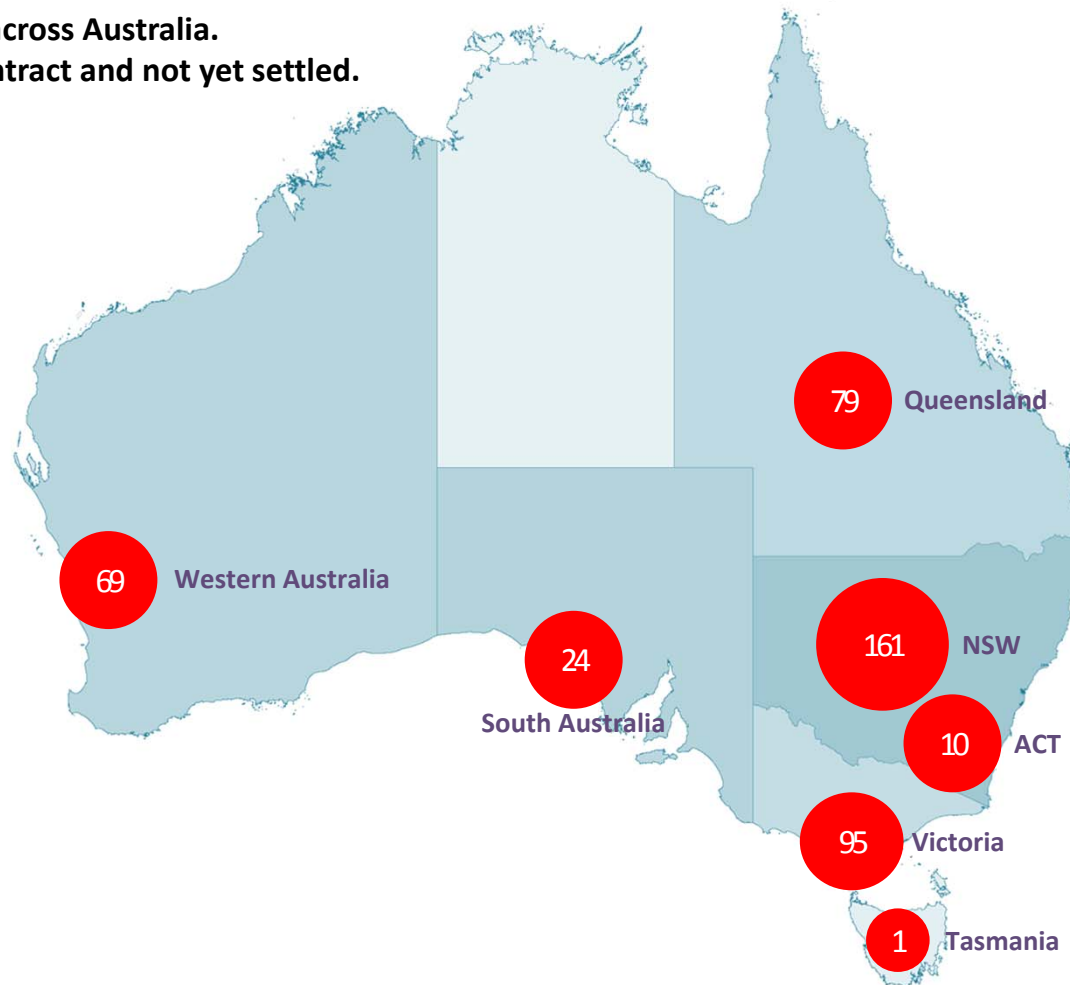 across Australia.
ntract and not yet settled.
79 Queensland
69 Western Australia
161 NSW
24
South Australia
10 ACT
95 Victoria
1 Tasmania